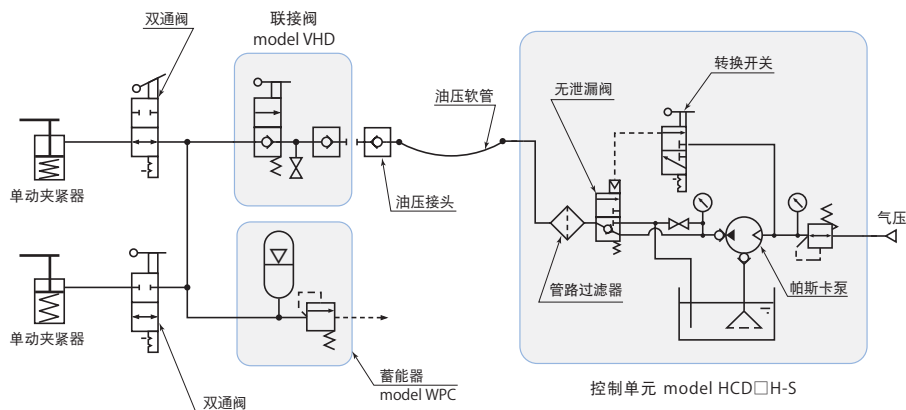 双通阀
联接阀
model VHD
油压软管
无泄漏阀
转换开关
单动夹紧器
油压接头
气压
管路过滤器
帕斯卡泵
单动夹紧器
双通阀
蓄能器
model WPC
控制单元 model HCD□H-S